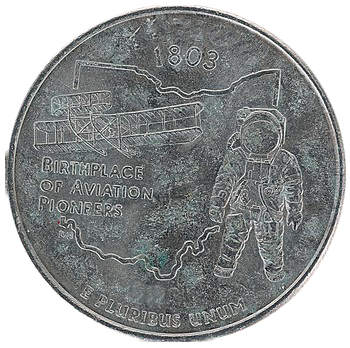 1803
BIRTHPLACE
OF AVIATION
PIONEERS
E PLURIBUS UNUM